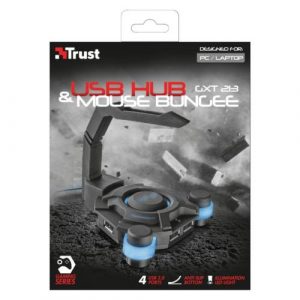 Trust
DESIGNED FOR:
PC / LAPTOP
USB HUB
& MOUSE BUNGEE
GXT 213
GAMING
SERIES
4 USB 2.0
PORTS
ANTI-SLIP
BOTTOM
ILLUMINATION
LED LIGHT